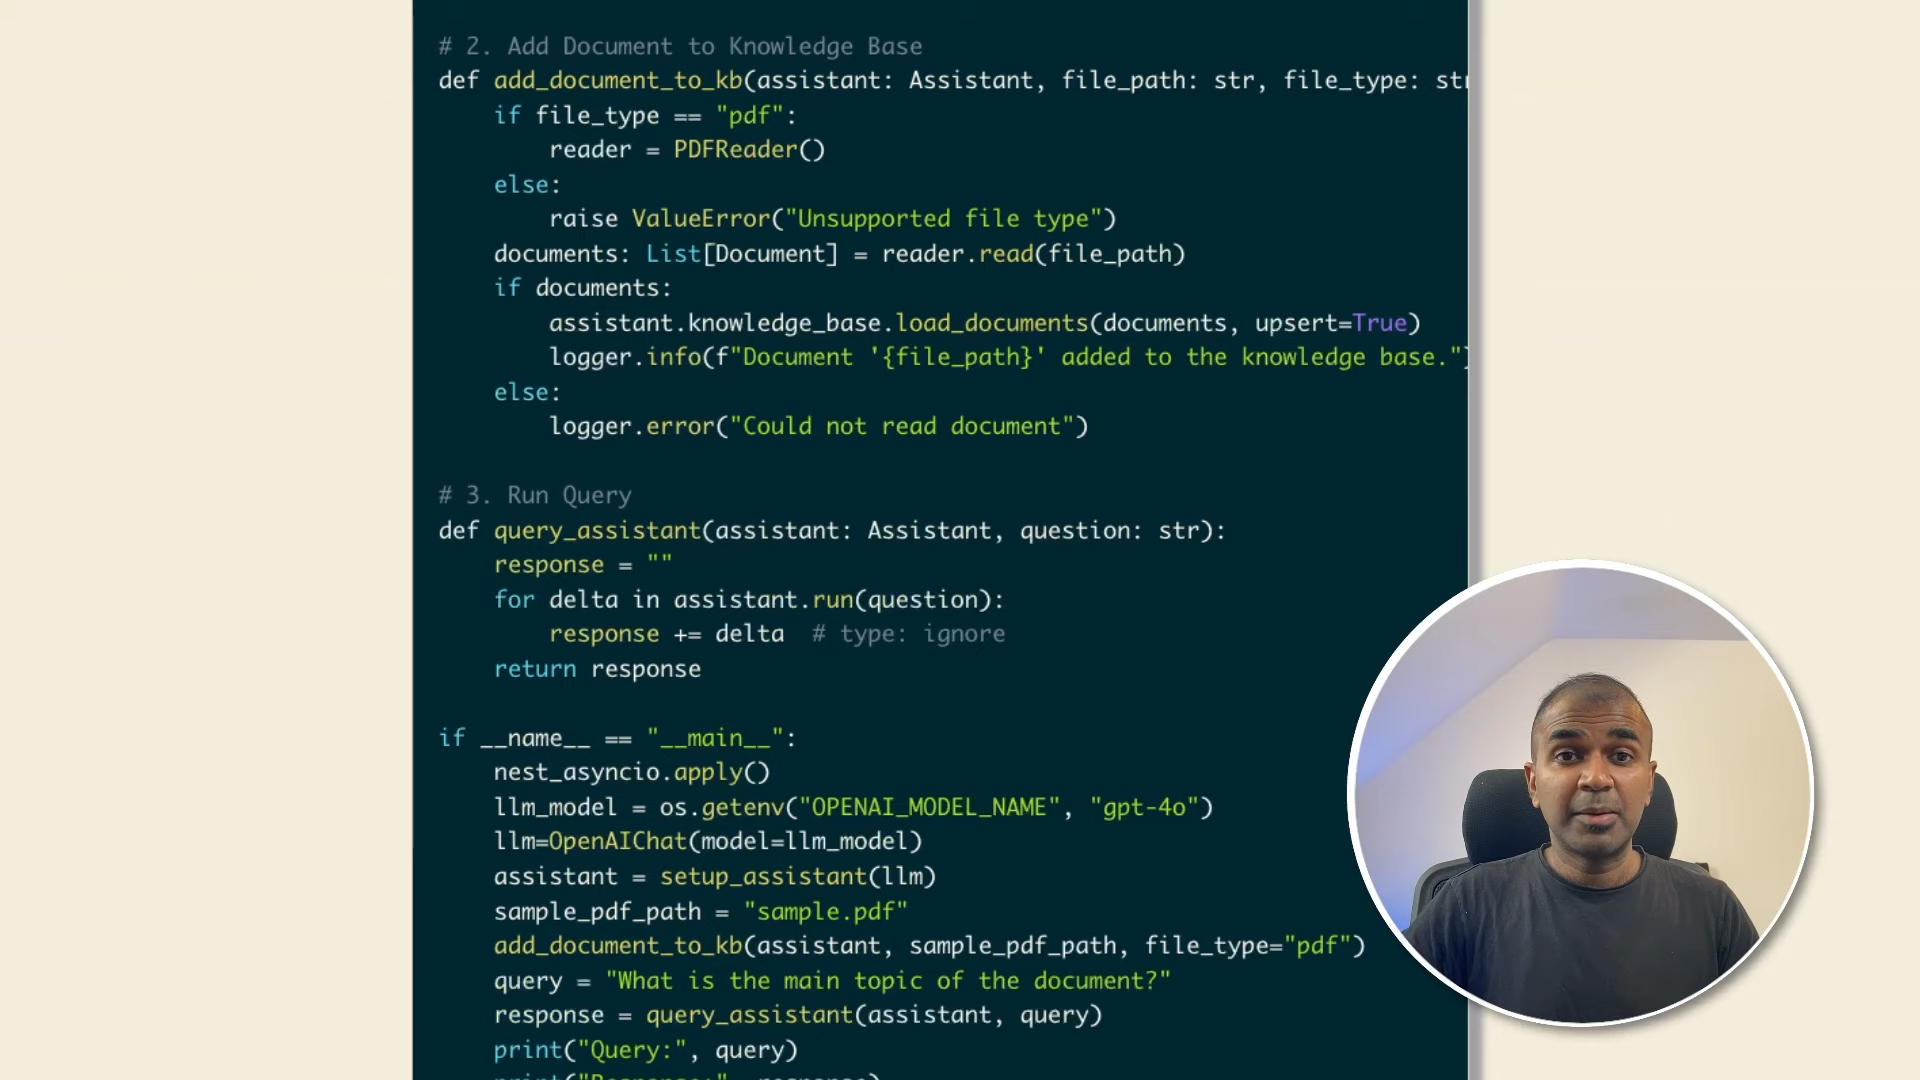 # 2. Add Document to Knowledge Base
def add_document_to_kb(assistant: Assistant, file_path: str, file_type: str
    if file_type == "pdf":
        reader = PDFReader()
    else:
        raise ValueError("Unsupported file type")
    documents: List[Document] = reader.read(file_path)
    if documents:
        assistant.knowledge_base.load_documents(documents, upsert=True)
        logger.info(f"Document '{file_path}' added to the knowledge base.")
    else:
        logger.error("Could not read document")
# 3. Run Query
def query_assistant(assistant: Assistant, question: str):
    response = ""
    for delta in assistant.run(question):
        response += delta  # type: ignore
    return response
if __name__ == "__main__":
    nest_asyncio.apply()
    llm_model = os.getenv("OPENAI_MODEL_NAME", "gpt-4o")
    llm=OpenAIChat(model=llm_model)
    assistant = setup_assistant(llm)
    sample_pdf_path = "sample.pdf"
    add_document_to_kb(assistant, sample_pdf_path, file_type="pdf")
    query = "What is the main topic of the document?"
    response = query_assistant(assistant, query)
    print("Query:", query)